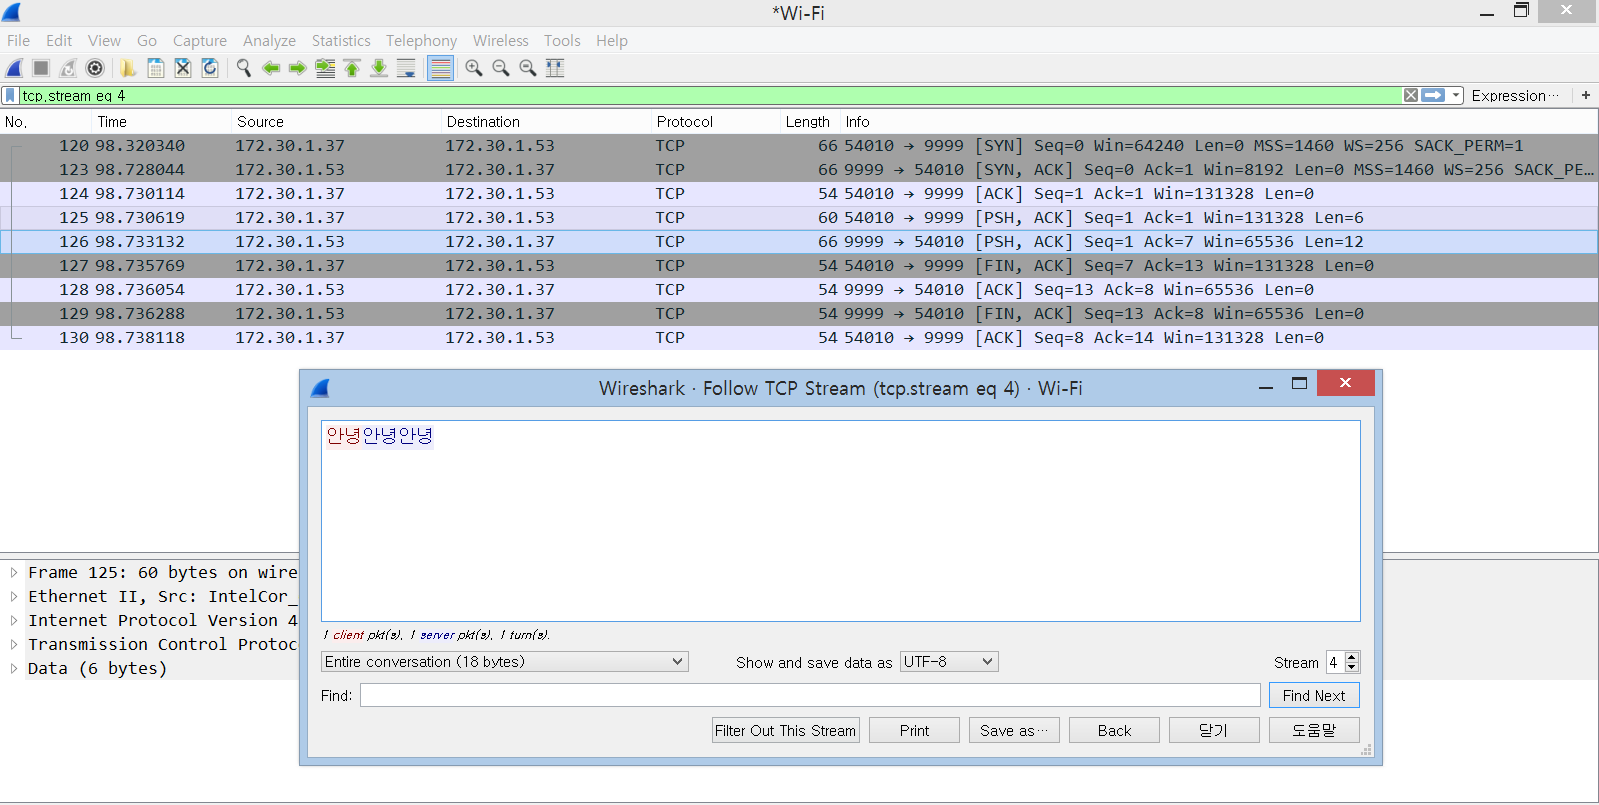 *Wi-Fi
File Edit View Go Capture Analyze Statistics Telephony Wireless Tools Help
tcp.stream eq 4 Expression… +
No. Time Source Destination Protocol Length Info
120 98.320340 172.30.1.37 172.30.1.53 TCP 66 54010 → 9999 [SYN] Seq=0 Win=64240 Len=0 MSS=1460 WS=256 SACK_PERM=1
123 98.728044 172.30.1.53 172.30.1.37 TCP 66 9999 → 54010 [SYN, ACK] Seq=0 Ack=1 Win=8192 Len=0 MSS=1460 WS=256 SACK_PE…
124 98.730114 172.30.1.37 172.30.1.53 TCP 54 54010 → 9999 [ACK] Seq=1 Ack=1 Win=131328 Len=0
125 98.730619 172.30.1.37 172.30.1.53 TCP 60 54010 → 9999 [PSH, ACK] Seq=1 Ack=1 Win=131328 Len=6
126 98.733132 172.30.1.53 172.30.1.37 TCP 66 9999 → 54010 [PSH, ACK] Seq=1 Ack=7 Win=65536 Len=12
127 98.735769 172.30.1.37 172.30.1.53 TCP 54 54010 → 9999 [FIN, ACK] Seq=7 Ack=13 Win=131328 Len=0
128 98.736054 172.30.1.53 172.30.1.37 TCP 54 9999 → 54010 [ACK] Seq=13 Ack=8 Win=65536 Len=0
129 98.736288 172.30.1.53 172.30.1.37 TCP 54 9999 → 54010 [FIN, ACK] Seq=13 Ack=8 Win=65536 Len=0
130 98.738118 172.30.1.37 172.30.1.53 TCP 54 54010 → 9999 [ACK] Seq=8 Ack=14 Win=131328 Len=0
Wireshark · Follow TCP Stream (tcp.stream eq 4) · Wi-Fi
안녕안녕안녕
1 client pkt(s), 1 server pkt(s), 1 turn(s).
Entire conversation (18 bytes) Show and save data as UTF-8 Stream 4
Find: Find Next
Filter Out This Stream Print Save as… Back 닫기 도움말
Frame 125: 60 bytes on wire
Ethernet II, Src: IntelCor_
Internet Protocol Version 4
Transmission Control Protoc
Data (6 bytes)